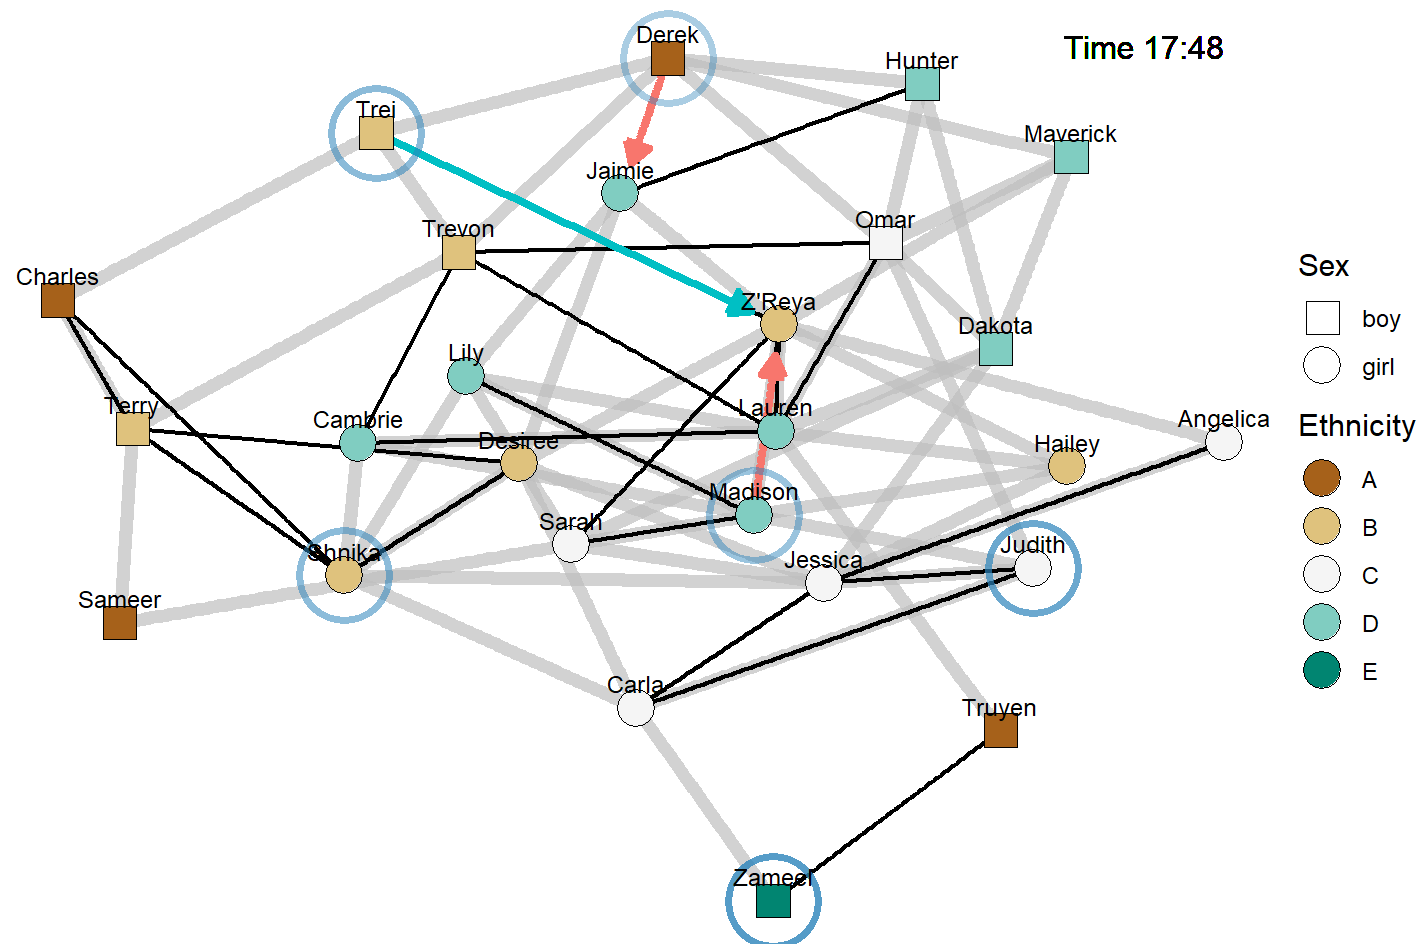 Derek
Time 17:48
Hunter
Trei
Maverick
Jaimie
Omar
Trevon
Sex
Charles
Z'Reya
boy
Dakota
Lily
girl
Terry
Cambrie
Lauren
Angelica
Ethnicity
Desiree
Hailey
A
Madison
Sarah
B
Shnika
Jessica
Judith
C
Sameer
D
Carla
E
Truyen
Zameel